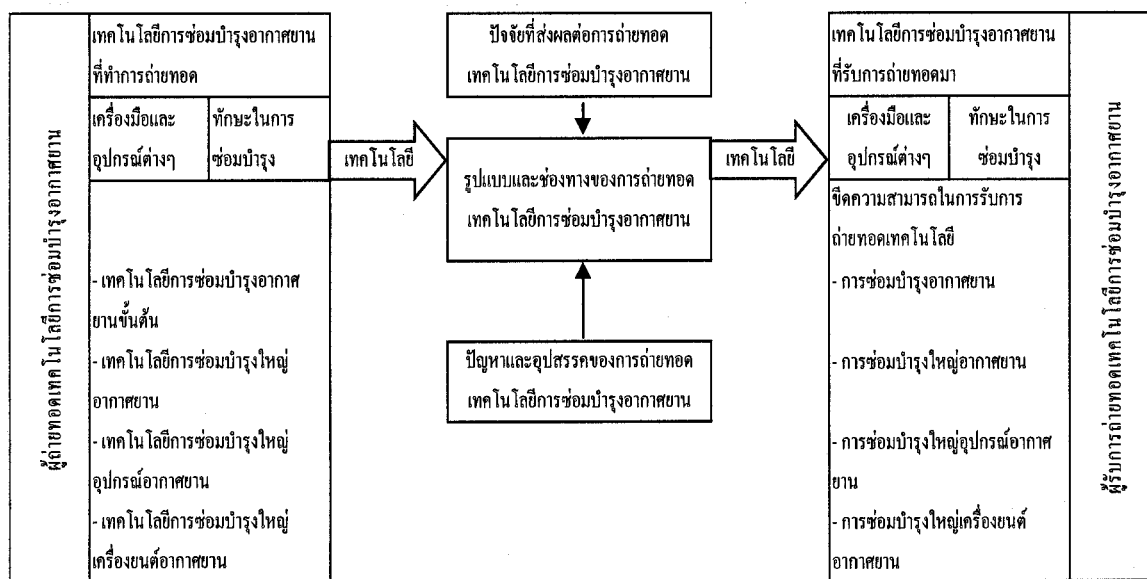 ผู้ถ่ายทอดเทคโนโลยีการซ่อมบำรุงอากาศยาน
เทคโนโลยีการซ่อมบำรุงอากาศยาน
ที่ทำการถ่ายทอด
เครื่องมือและ
อุปกรณ์ต่างๆ
ทักษะในการ
ซ่อมบำรุง
- เทคโนโลยีการซ่อมบำรุงอากาศ
ยานขั้นต้น
- เทคโนโลยีการซ่อมบำรุงใหญ่
อากาศยาน
- เทคโนโลยีการซ่อมบำรุงใหญ่
อุปกรณ์อากาศยาน
- เทคโนโลยีการซ่อมบำรุงใหญ่
เครื่องยนต์อากาศยาน
เทคโนโลยี
ปัจจัยที่ส่งผลต่อการถ่ายทอด
เทคโนโลยีการซ่อมบำรุงอากาศยาน
รูปแบบและช่องทางของการถ่ายทอด
เทคโนโลยีการซ่อมบำรุงอากาศยาน
ปัญหาและอุปสรรคของการถ่ายทอด
เทคโนโลยีการซ่อมบำรุงอากาศยาน
เทคโนโลยี
เทคโนโลยีการซ่อมบำรุงอากาศยาน
ที่รับการถ่ายทอดมา
เครื่องมือและ
อุปกรณ์ต่างๆ
ทักษะในการ
ซ่อมบำรุง
ขีดความสามารถในการรับการ
ถ่ายทอดเทคโนโลยี
- การซ่อมบำรุงอากาศยาน
- การซ่อมบำรุงใหญ่อากาศยาน
- การซ่อมบำรุงใหญ่อุปกรณ์อากาศ
ยาน
- การซ่อมบำรุงใหญ่เครื่องยนต์
อากาศยาน
ผู้รับการถ่ายทอดเทคโนโลยีการซ่อมบำรุงอากาศยาน